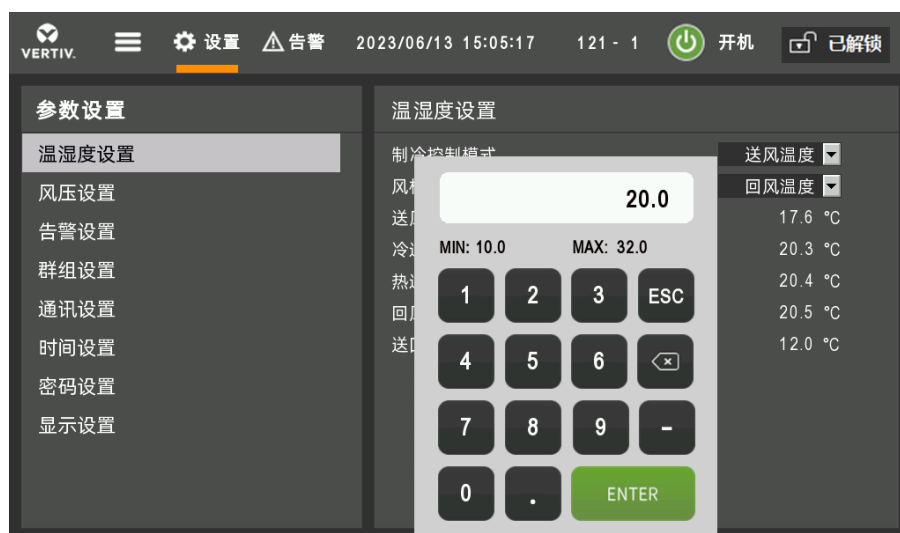 VERTIV.
设置
告警
2023/06/13 15:05:17
121 - 1
开机
已解锁
参数设置
温湿度设置
风压设置
告警设置
群组设置
通讯设置
时间设置
密码设置
显示设置
温湿度设置
制冷控制模式
送风温度
风
回风温度
送
17.6 °C
冷
20.3 °C
热
20.4 °C
回
20.5 °C
送
12.0 °C
20.0
MIN: 10.0
MAX: 32.0
1 2 3 ESC
4 5 6
7 8 9 -
0 . ENTER